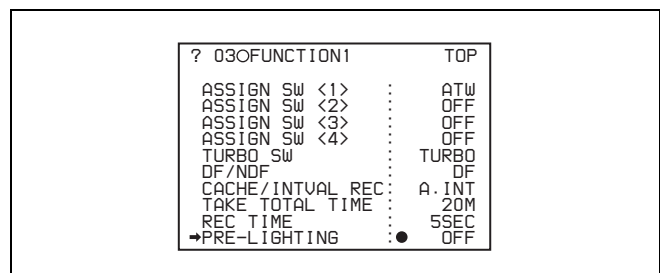 ? 03○FUNCTION1 TOP
ASSIGN SW <1> : ATW
ASSIGN SW <2> : OFF
ASSIGN SW <3> : OFF
ASSIGN SW <4> : OFF
TURBO SW : TURBO
DF/NDF : DF
CACHE/INTVAL REC: A.INT
TAKE TOTAL TIME : 20M
REC TIME : 5SEC
➡PRE-LIGHTING :● OFF